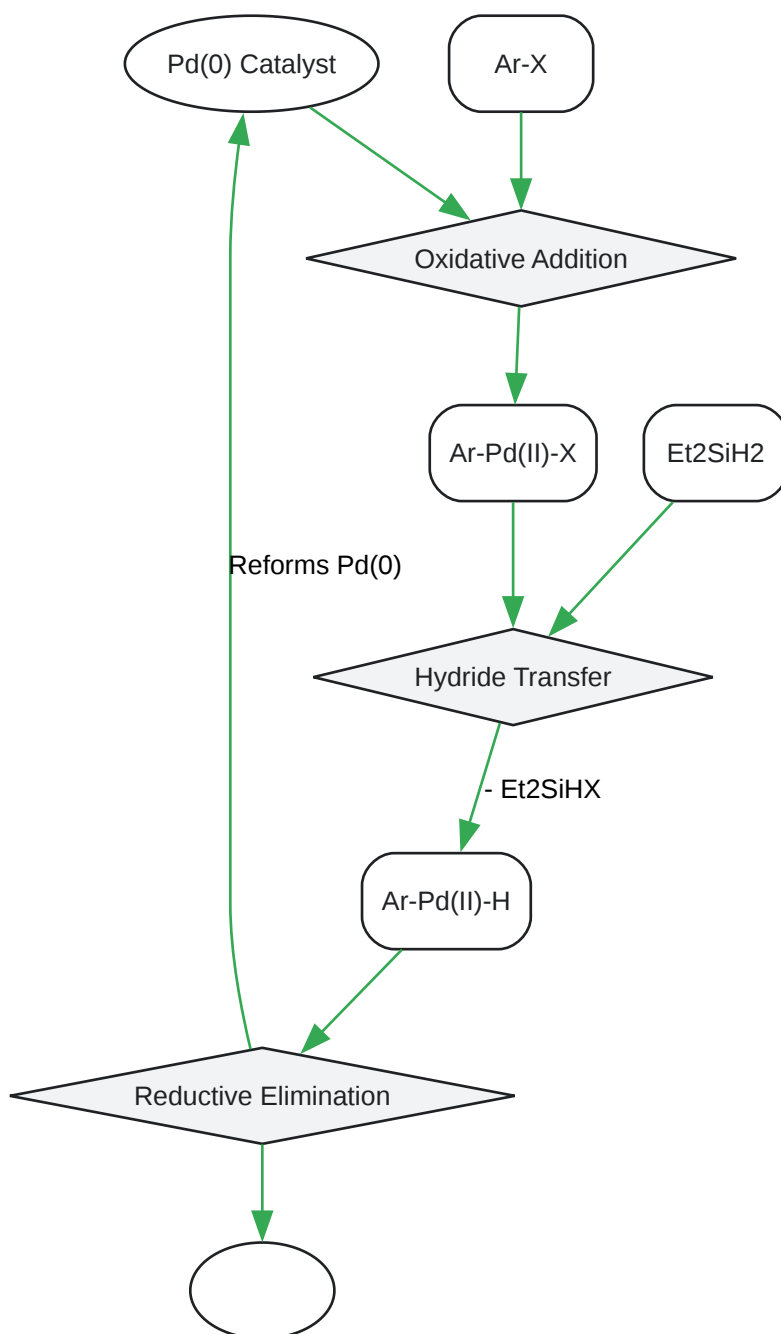 Pd(0) Catalyst
Ar-X
Oxidative Addition
Ar-Pd(II)-X
Et2SiH2
Reforms Pd(0)
Hydride Transfer
- Et2SiHX
Ar-Pd(II)-H
Reductive Elimination